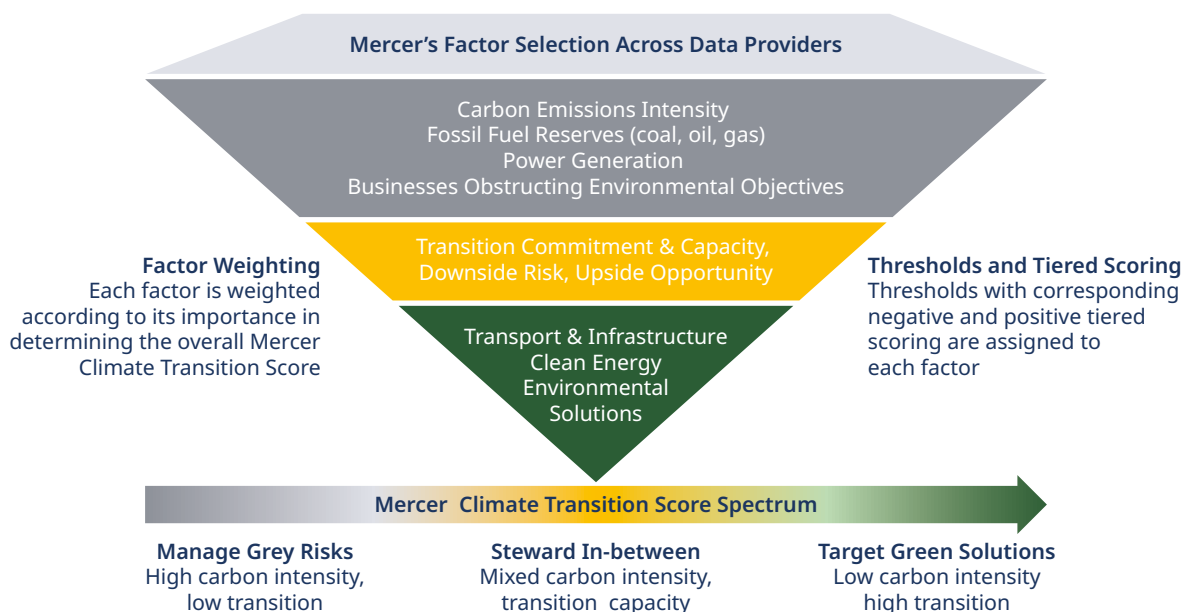 Mercer's Factor Selection Across Data Providers
Carbon Emissions Intensity
Fossil Fuel Reserves (coal, oil, gas)
Power Generation
Businesses Obstructing Environmental Objectives
Transition Commitment & Capacity,
Downside Risk, Upside Opportunity
Factor Weighting
Each factor is weighted
according to its importance in
determining the overall Mercer
Climate Transition Score
Thresholds and Tiered Scoring
Thresholds with corresponding
negative and positive tiered
scoring are assigned to
each factor
Transport & Infrastructure
Clean Energy
Environmental
Solutions
Mercer Climate Transition Score Spectrum
Manage Grey Risks
High carbon intensity,
low transition
Steward In-between
Mixed carbon intensity,
transition capacity
Target Green Solutions
Low carbon intensity
high transition